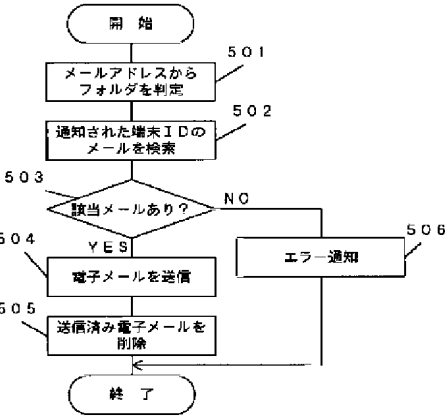 開 始
501
メールアドレスから
フォルダを判定
502
通知された端末IDの
メールを検索
503
該当メールあり?
NO
YES
504
電子メールを送信
506
エラー通知
505
送信済み電子メールを
削除
終 了